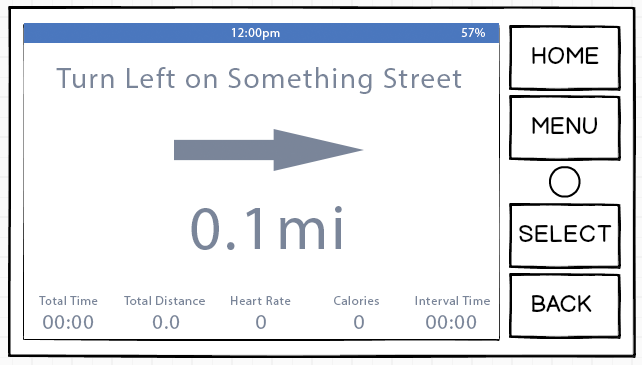 12:00pm 57%
Turn Left on Something Street
0.1mi
Total Time Total Distance Heart Rate Calories Interval Time
00:00 0.0 0 0 00:00
HOME
MENU
SELECT
BACK